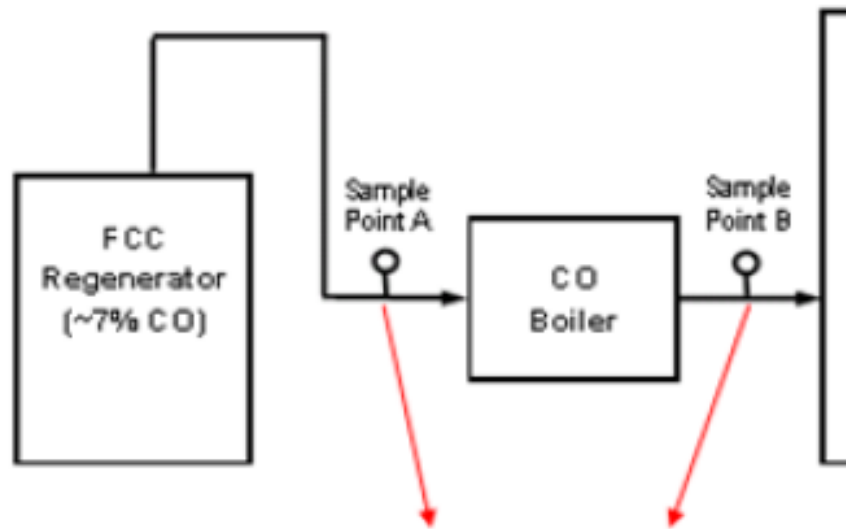 FCC
Regenerator
(~7% CO)
Sample
Point A
CO
Boiler
Sample
Point B